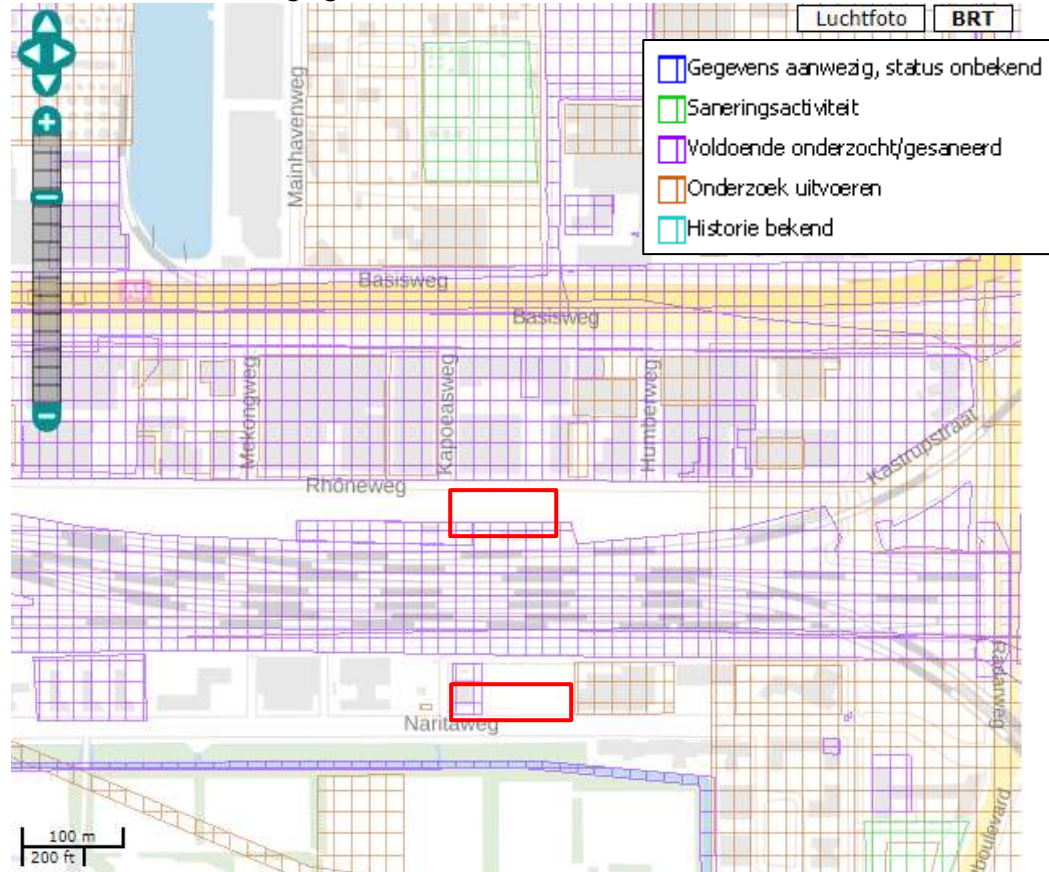 Luchtfoto
BRT
Gegevens aanwezig, status onbekend
Saneringsactiviteit
Voldoende onderzocht/gesaneerd
Onderzoek uitvoeren
Historie bekend
Mainhavenweg
Basisweg
Basisweg
Mekongweg
Kapoeasweg
Humberweg
Kastrupstraat
Rhôneweg
Naritaweg
Radarweg
100 m
200 ft